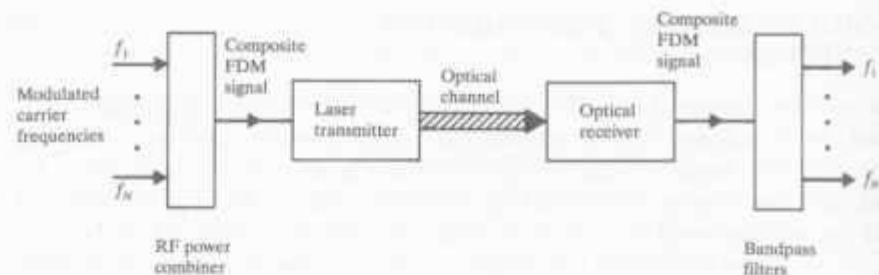 f1
Modulated
carrier
frequencies
fN
RF power
combiner
Composite
FDM
signal
Laser
transmitter
Optical
channel
Optical
receiver
Composite
FDM
signal
f1
fN
Bandpass
filters